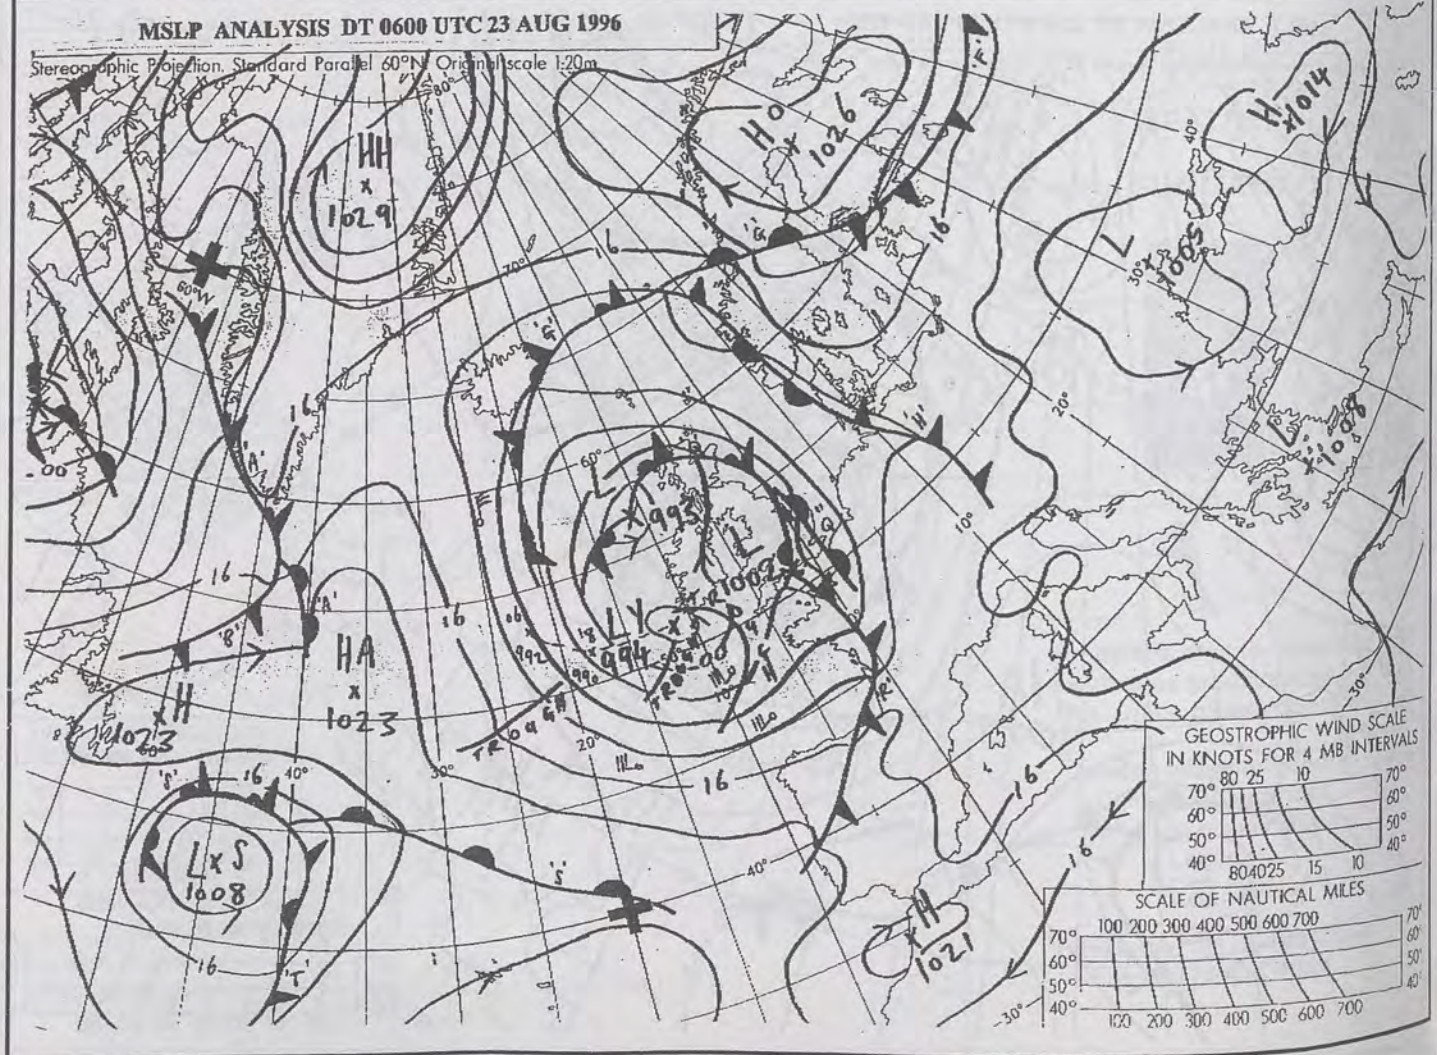 MSLP ANALYSIS DT 0600 UTC 23 AUG 1996
Stereographic Projection. Standard Parallel 60°N Original scale 1:20m
80°
HH
1029
H O
1026
'F'
H
1014
40°
'G'
16
16
70°
60°W
L
1005
30°
'G'
16
20°
'H'
'A'
L
1008
60°
L
993
10°
'Q'
L
1002
16
'A'
'B'
HA
1023
16
L Y
994
992
990
TROUGH
TROUGH
'R'
H
1023
16
20°
30°
40°
16
'J'
L S
1008
'S'
40°
16
16
16
'T'
H
1021
-30°
30°
GEOSTROPHIC WIND SCALE
IN KNOTS FOR 4 MB INTERVALS
80 25 10
70° 70°
60° 60°
50° 50°
40° 40°
80 40 25 15 10
SCALE OF NAUTICAL MILES
100 200 300 400 500 600 700
70° 70°
60° 60°
50° 50°
40° 40°
100 200 300 400 500 600 700